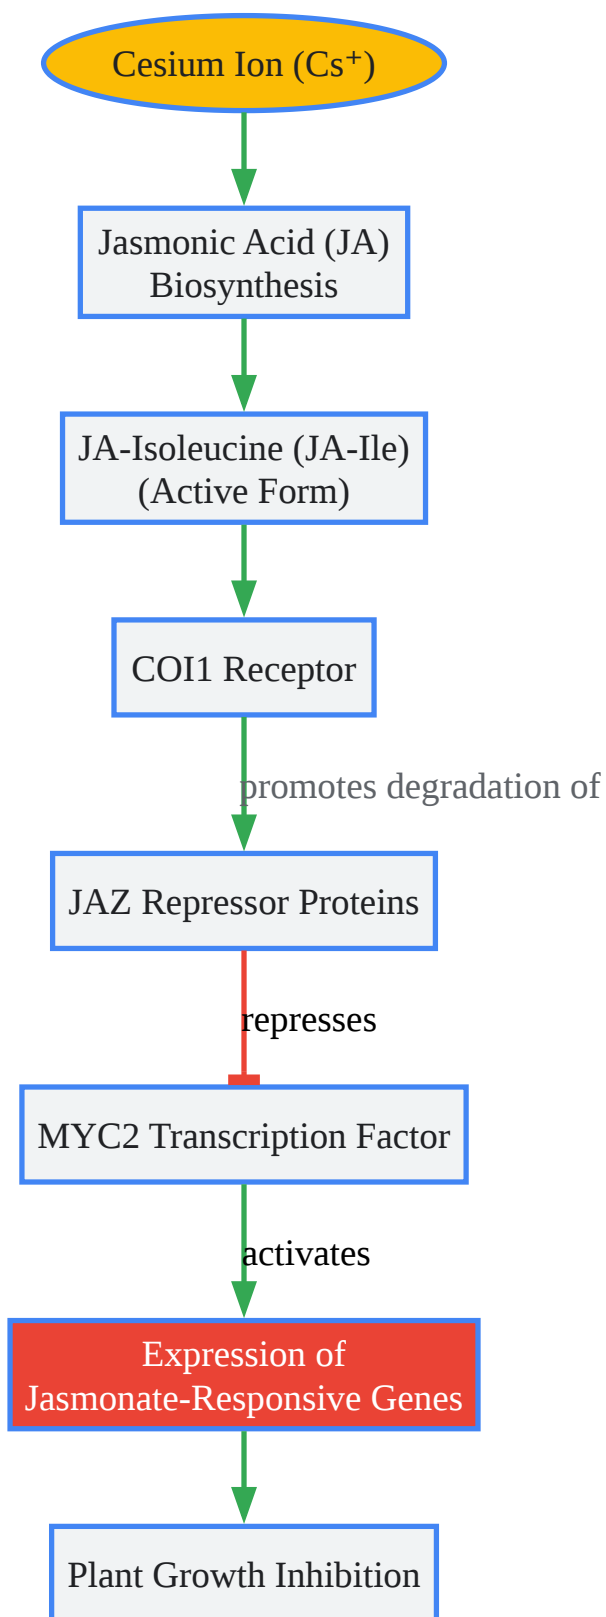 Cesium Ion (Cs⁺)
Jasmonic Acid (JA)
Biosynthesis
JA-Isoleucine (JA-Ile)
(Active Form)
COI1 Receptor
promotes degradation of
JAZ Repressor Proteins
represses
MYC2 Transcription Factor
activates
Expression of
Jasmonate-Responsive Genes
Plant Growth Inhibition